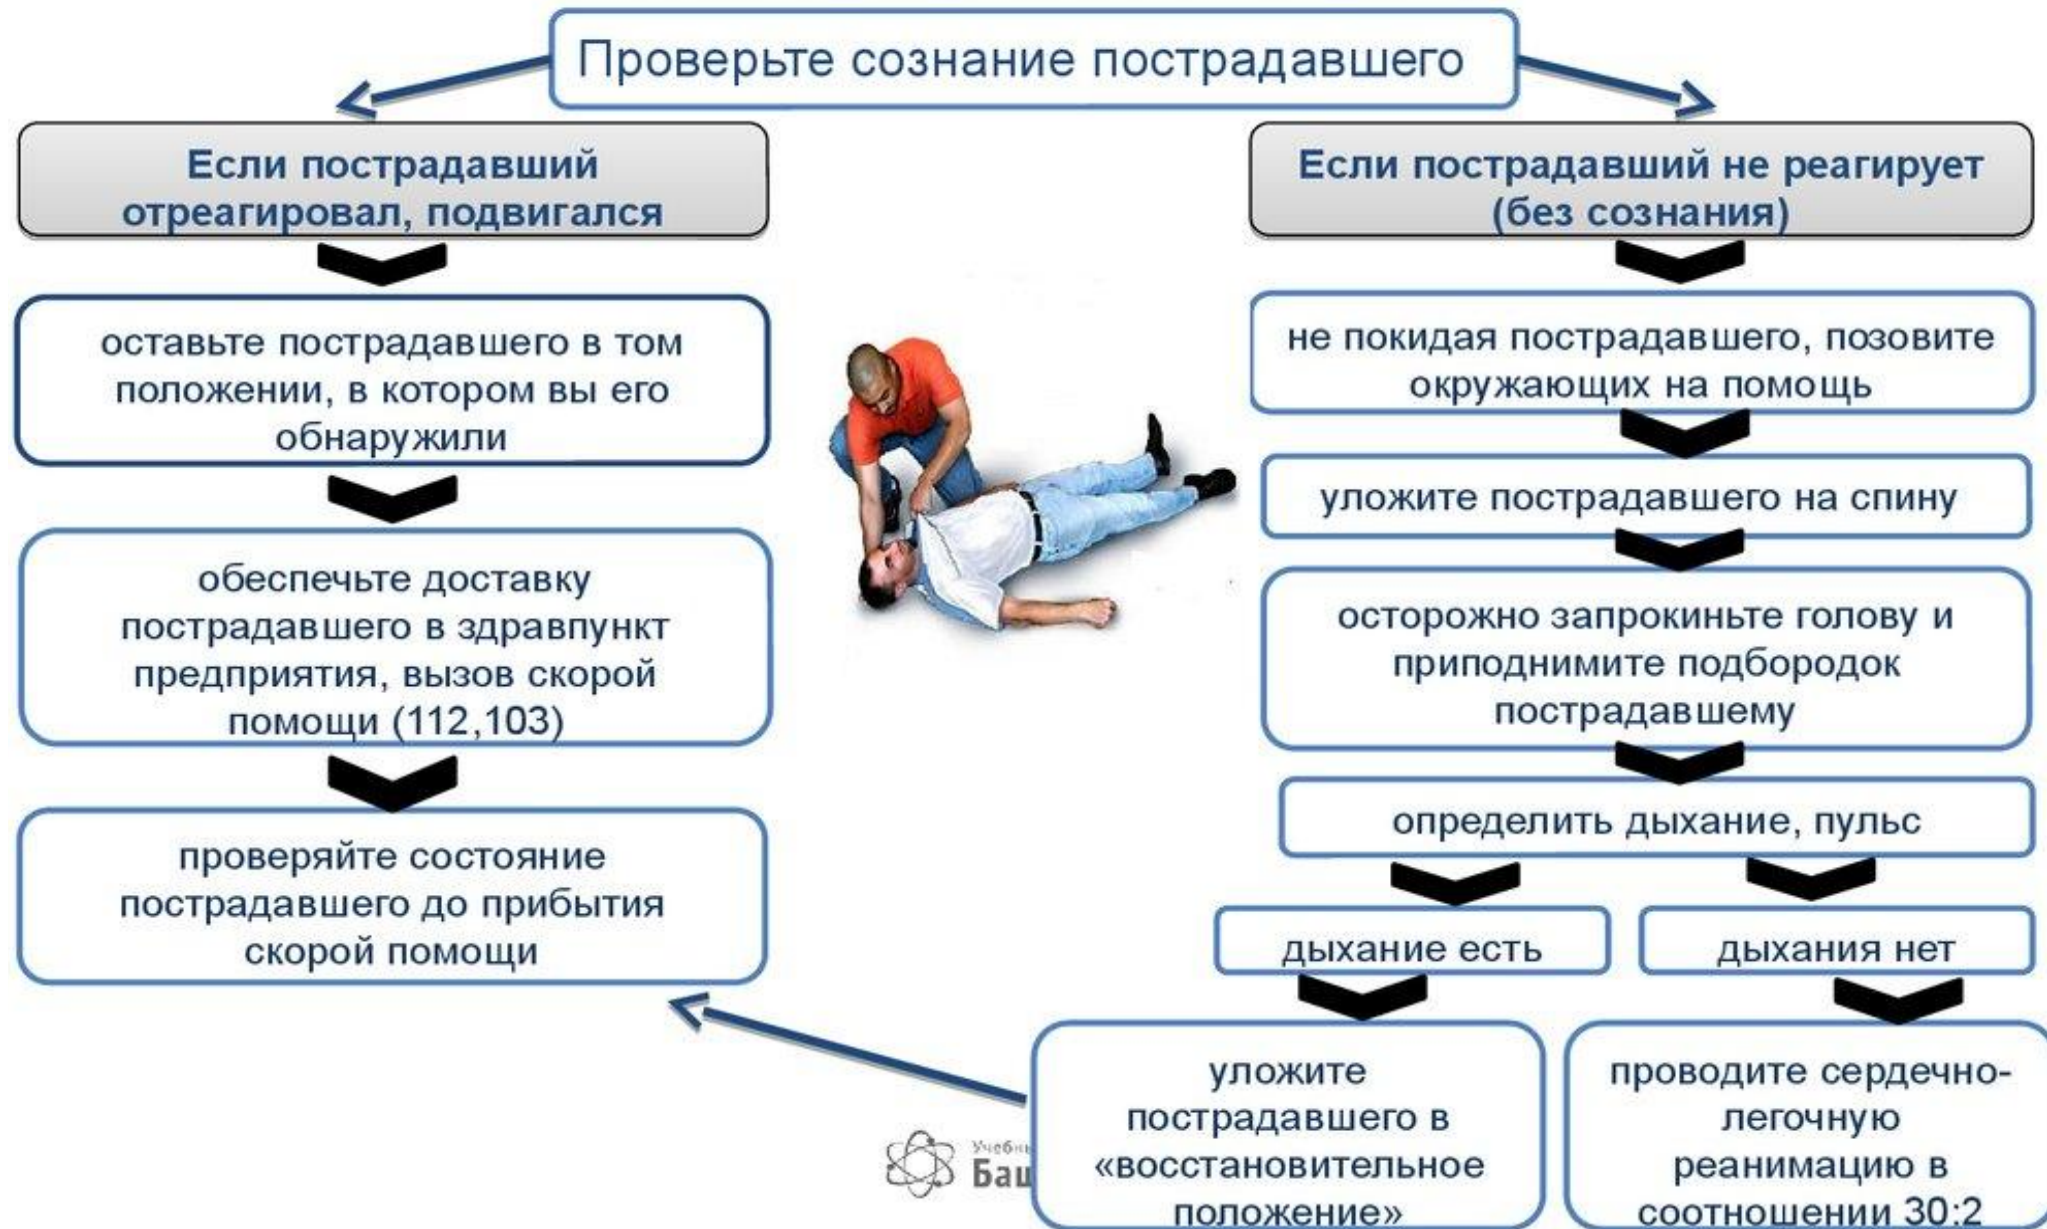 Проверьте сознание пострадавшего
Если пострадавший
отреагировал, подвигался
оставьте пострадавшего в том
положении, в котором вы его
обнаружили
обеспечьте доставку
пострадавшего в здравпункт
предприятия, вызов скорой
помощи (112,103)
проверяйте состояние
пострадавшего до прибытия
скорой помощи
Если пострадавший не реагирует
(без сознания)
не покидая пострадавшего, позовите
окружающих на помощь
уложите пострадавшего на спину
осторожно запрокиньте голову и
приподнимите подбородок
пострадавшему
определить дыхание, пульс
дыхание есть
дыхания нет
уложите
пострадавшего в
«восстановительное
положение»
проводите сердечно-
легочную
реанимацию в
соотношении 30:2